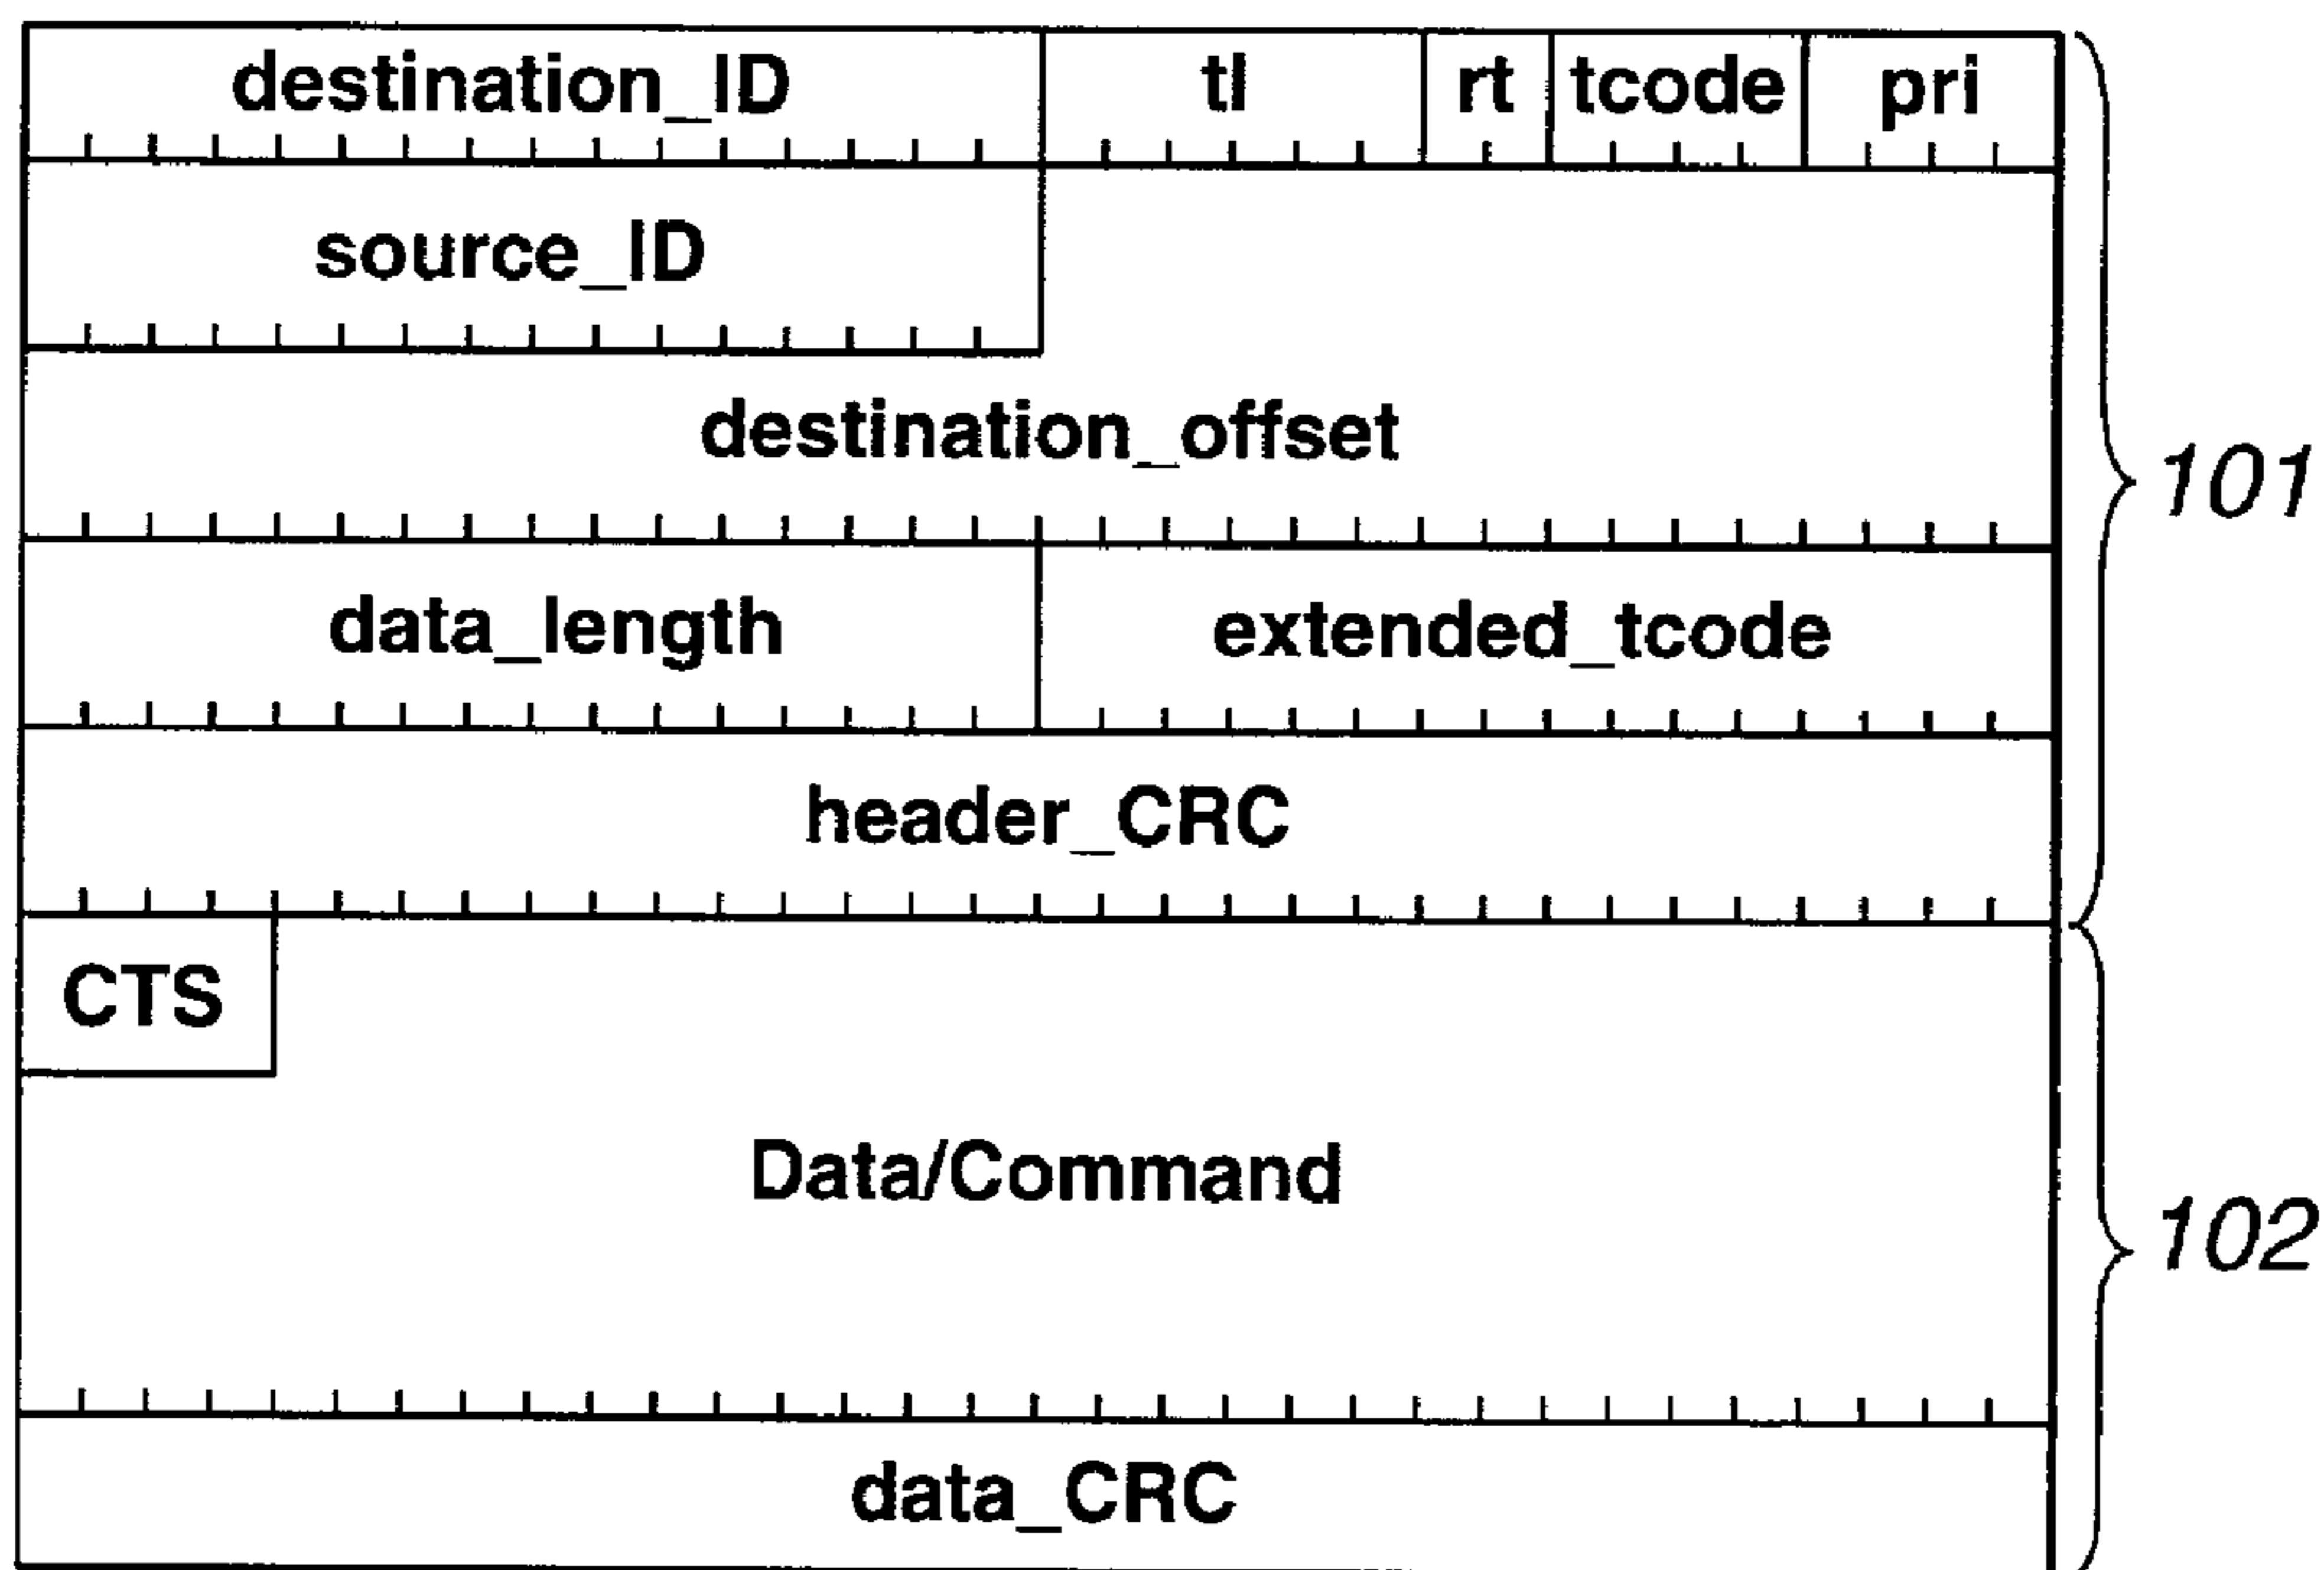 destination_ID tl rt tcode pri
source_ID
destination_offset
101
data_length extended_tcode
header_CRC
CTS
Data/Command
102
data_CRC